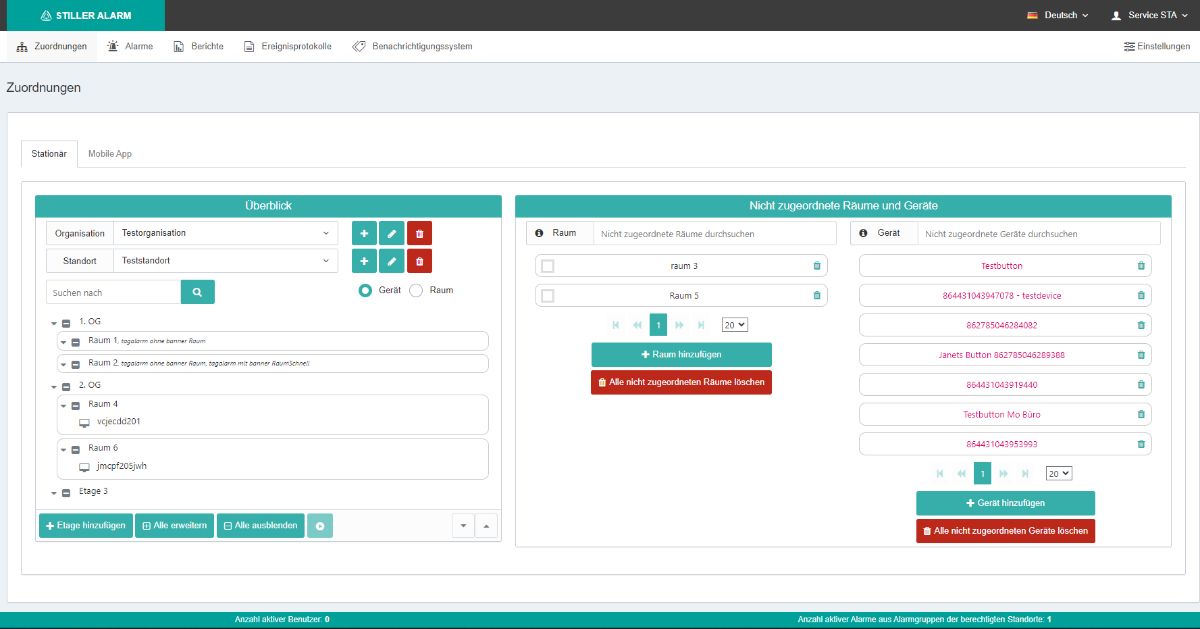 STILLER ALARM
Deutsch
Service STA
Zuordnungen
Alarme
Berichte
Ereignisprotokolle
Benachrichtigungssystem
Einstellungen
Zuordnungen
Stationär
Mobile App
Überblick
Organisation
Testorganisation
Standort
Teststandort
Suchen nach
Gerät
Raum
1. OG
Raum 1, tagalarm ohne banner Raum
Raum 2, tagalarm ohne banner Raum, tagalarm mit banner RaumSchnell
2. OG
Raum 4
vcjecdd201
Raum 6
jmcpf205jwh
Etage 3
Etage hinzufügen
Alle erweitern
Alle ausblenden
Nicht zugeordnete Räume und Geräte
Raum
Nicht zugeordnete Räume durchsuchen
raum 3
Raum 5
1
20
Raum hinzufügen
Alle nicht zugeordneten Räume löschen
Gerät
Nicht zugeordnete Geräte durchsuchen
Testbutton
864431043947078 - testdevice
862785046284082
Janets Button 862785046289388
864431043919440
Testbutton Mo Büro
864431043953993
1
20
Gerät hinzufügen
Alle nicht zugeordneten Geräte löschen
Anzahl aktiver Benutzer: 0
Anzahl aktiver Alarme aus Alarmgruppen der berechtigten Standorte: 1